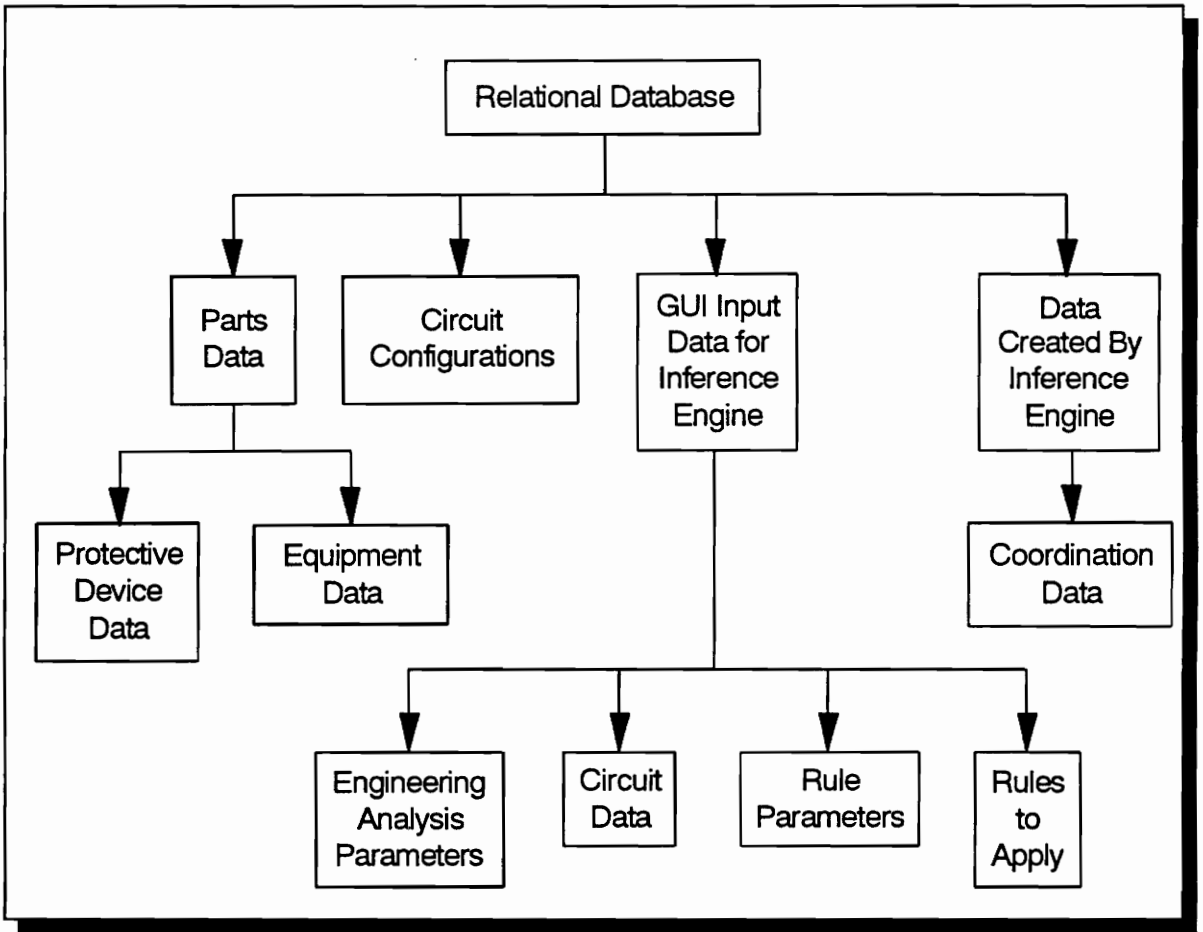 Relational Database
Parts
Data
Circuit
Configurations
GUI Input
Data for
Inference
Engine
Data
Created By
Inference
Engine
Protective
Device
Data
Equipment
Data
Coordination
Data
Engineering
Analysis
Parameters
Circuit
Data
Rule
Parameters
Rules
to
Apply